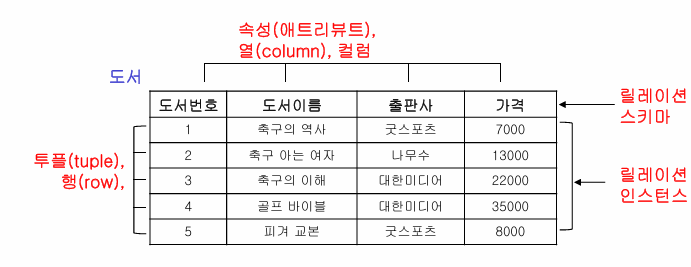 속성(애트리뷰트),
열(column), 컬럼
도서
도서번호 도서이름 출판사 가격
1 축구의 역사 굿스포츠 7000
2 축구 아는 여자 나무수 13000
3 축구의 이해 대한미디어 22000
4 골프 바이블 대한미디어 35000
5 피겨 교본 굿스포츠 8000
투플(tuple),
행(row),
릴레이션
스키마
릴레이션
인스턴스